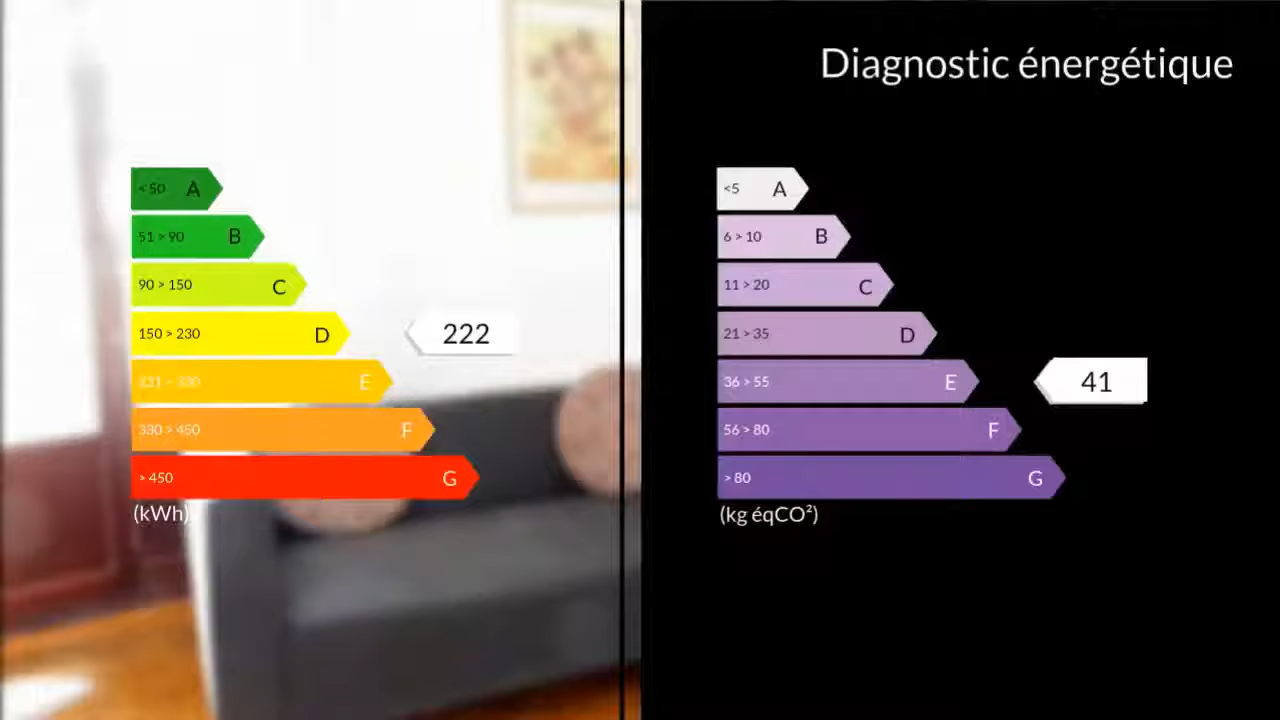 Diagnostic énergétique
<50 A
51 > 90 B
90 > 150 C
150 > 230 D
222
E
330 > 450 F
> 450 G
(kWh)
<5 A
6 > 10 B
11 > 20 C
21 > 35 D
36 > 55 E
41
56 > 80 F
> 80 G
(kg éqCO²)